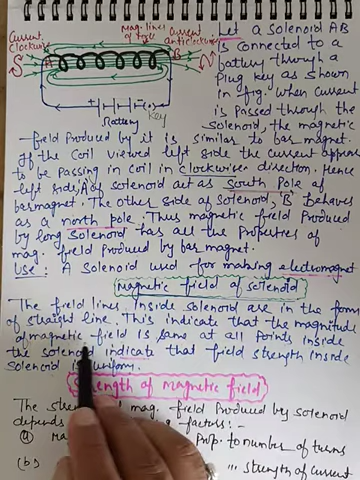 Current clockwise
mag. lines of force
Current anticlockwise
S
A
B
N
Battery
Key
Let a Solenoid AB
is connected to a
battery through a
plug key as shown
in fig. when current
is passed through the
Solenoid, the magnetic
field produced by it is similar to bar magnet.
If the Coil viewed left side the current appears
to be passing in coil in clockwise direction. Hence
left side A of solenoid act as South Pole of
bar magnet. The other side of Solenoid, B behaves
as a north pole. Thus magnetic field Produced
by long Solenoid has all the Properties of
mag. field Produced by bar magnet.
Use: A Solenoid used for making electromagnet
magnetic field of solenoid
The field lines Inside Solenoid are in the form
of straight line. This indicate that the magnitude
of magnetic field is same at all Points inside
the solenoid indicate that field strength inside
Solenoid is uniform.
Strength of magnetic field
The mag. field Produced by Solenoid
depends factors:-
(a) Prop. to number of turns
(b) strength of current